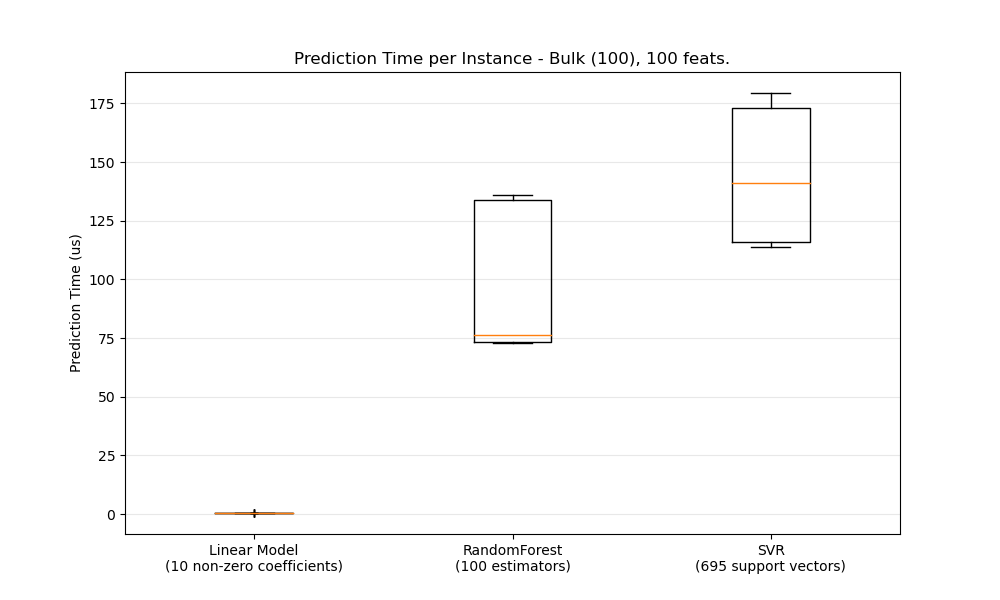 Prediction Time per Instance - Bulk (100), 100 feats.
Prediction Time (us)
175
150
125
100
75
50
25
0
Linear Model
(10 non-zero coefficients)
RandomForest
(100 estimators)
SVR
(695 support vectors)